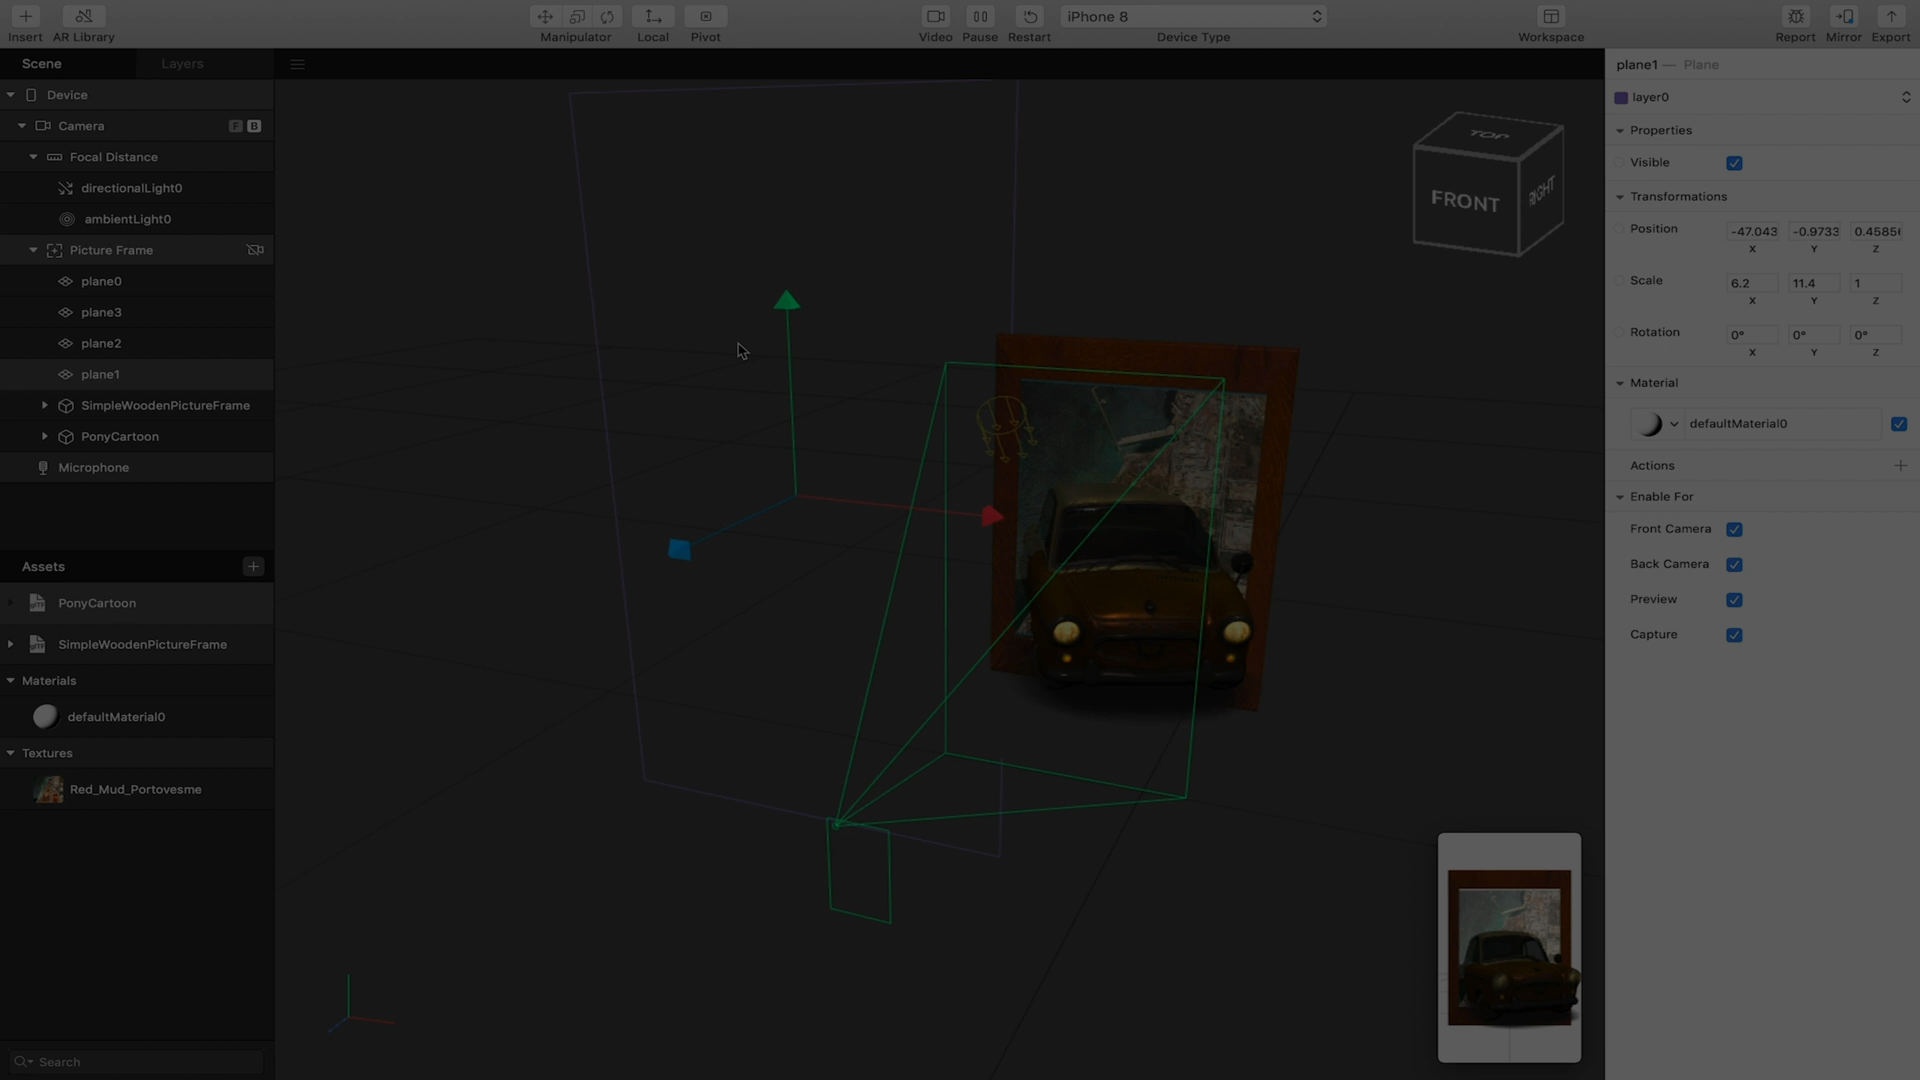 Insert
AR Library
Manipulator
Local
Pivot
Video
Pause
Restart
iPhone 8
Device Type
Workspace
Report
Mirror
Export
Scene
Layers
Device
Camera
F
B
Focal Distance
directionalLight0
ambientLight0
Picture Frame
plane0
plane3
plane2
plane1
SimpleWoodenPictureFrame
PonyCartoon
Microphone
Assets
PonyCartoon
SimpleWoodenPictureFrame
Materials
defaultMaterial0
Textures
Red_Mud_Portovesme
Search
TOP
FRONT
RIGHT
plane1 — Plane
layer0
Properties
Visible
Transformations
Position
-47.043 -0.9733 0.4585
X Y Z
Scale
6.2 11.4 1
X Y Z
Rotation
0° 0° 0°
X Y Z
Material
defaultMaterial0
Actions
Enable For
Front Camera
Back Camera
Preview
Capture